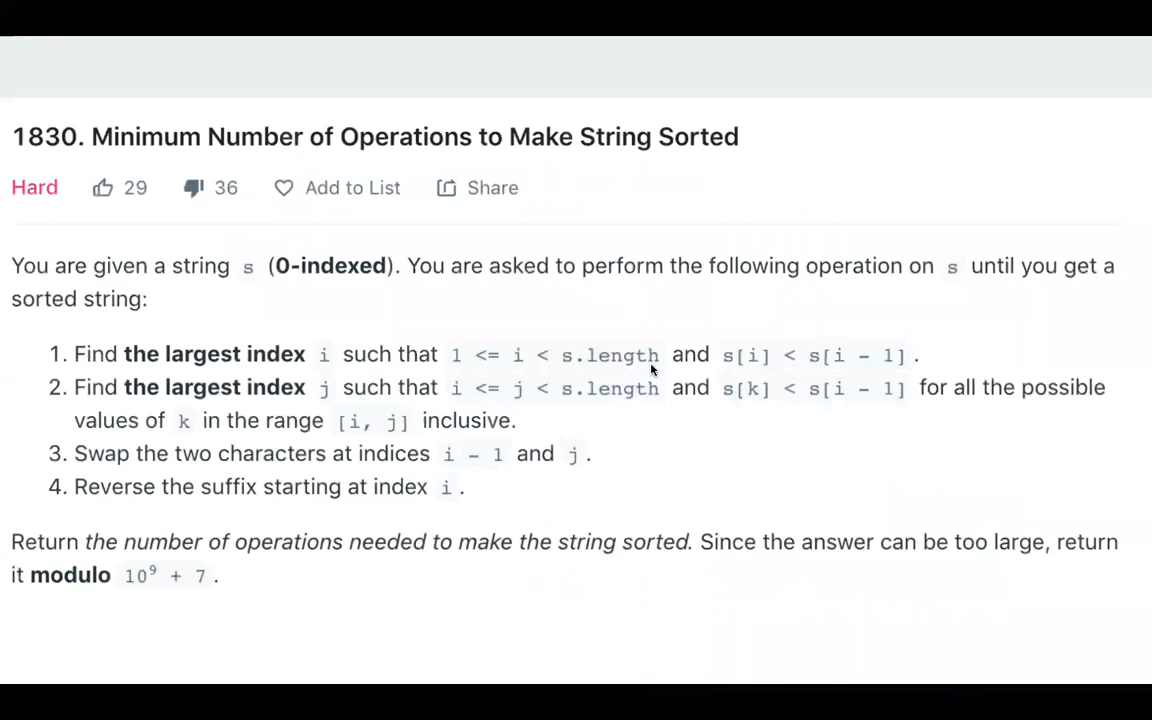 1830. Minimum Number of Operations to Make String Sorted
Hard 29 36 Add to List Share
You are given a string s (0-indexed). You are asked to perform the following operation on s until you get a
sorted string:
1. Find the largest index i such that 1 <= i < s.length and s[i] < s[i - 1].
2. Find the largest index j such that i <= j < s.length and s[k] < s[i - 1] for all the possible
values of k in the range [i, j] inclusive.
3. Swap the two characters at indices i - 1 and j.
4. Reverse the suffix starting at index i.
Return the number of operations needed to make the string sorted. Since the answer can be too large, return
it modulo 10⁹ + 7.